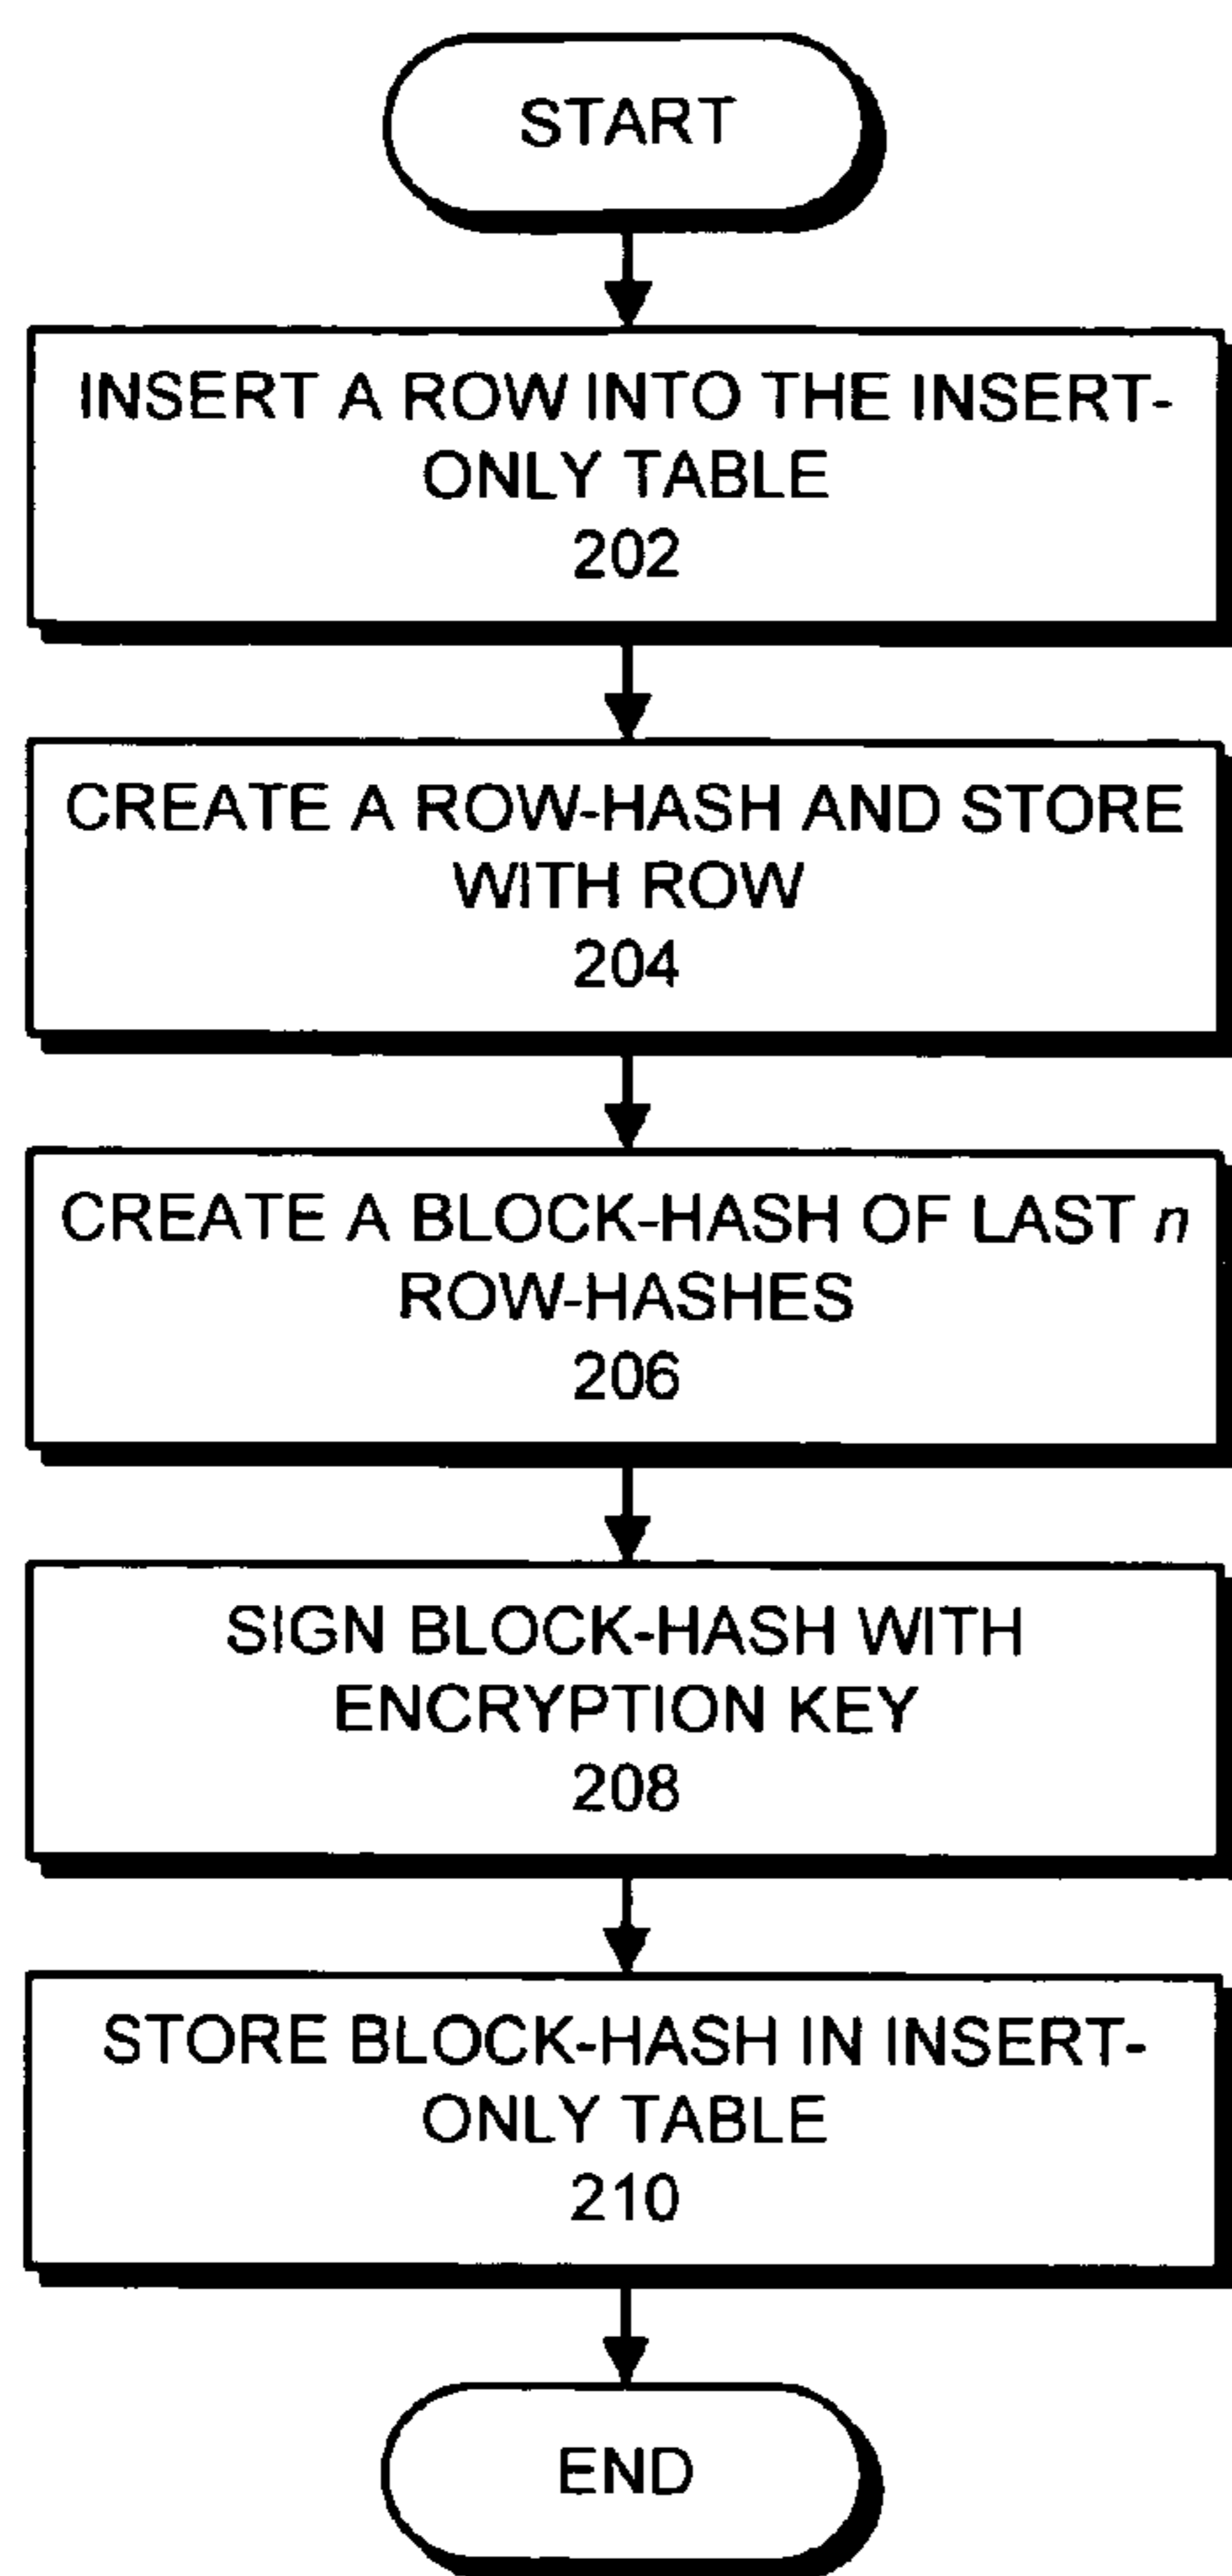 START
INSERT A ROW INTO THE INSERT-
ONLY TABLE
202
CREATE A ROW-HASH AND STORE
WITH ROW
204
CREATE A BLOCK-HASH OF LAST n
ROW-HASHES
206
SIGN BLOCK-HASH WITH
ENCRYPTION KEY
208
STORE BLOCK-HASH IN INSERT-
ONLY TABLE
210
END